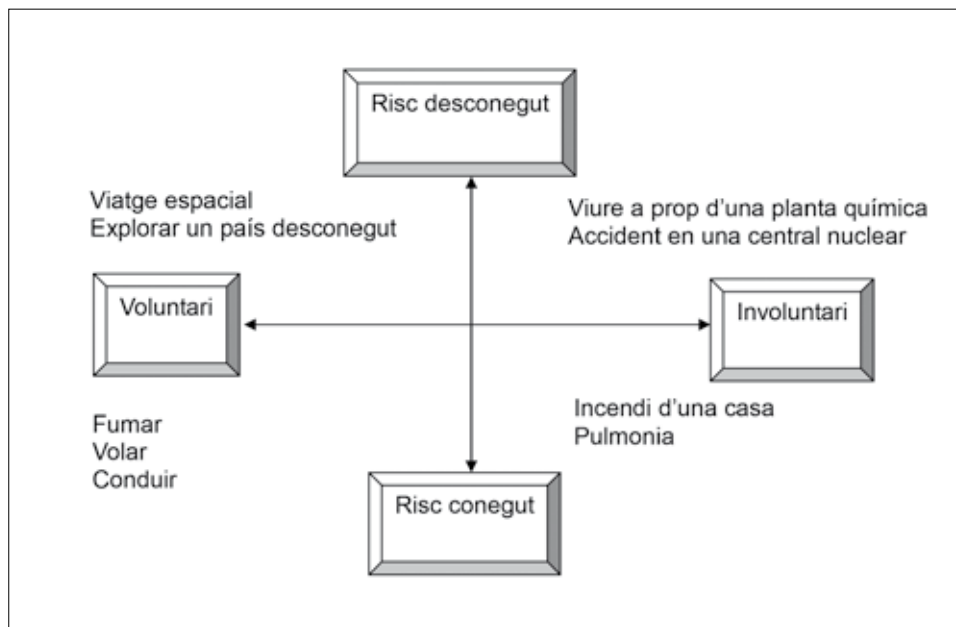 Risc desconegut
Viatge espacial
Explorar un país desconegut
Viure a prop d'una planta química
Accident en una central nuclear
Voluntari
Involuntari
Fumar
Volar
Conduir
Incendi d'una casa
Pulmonia
Risc conegut